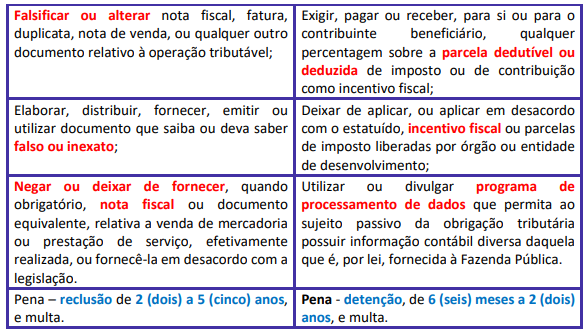 Falsificar ou alterar nota fiscal, fatura,
duplicata, nota de venda, ou qualquer outro
documento relativo à operação tributável;
Exigir, pagar ou receber, para si ou para o
contribuinte beneficiário, qualquer
percentagem sobre a parcela dedutível ou
deduzida de imposto ou de contribuição
como incentivo fiscal;
Elaborar, distribuir, fornecer, emitir ou
utilizar documento que saiba ou deva saber
falso ou inexato;
Deixar de aplicar, ou aplicar em desacordo
com o estatuído, incentivo fiscal ou parcelas
de imposto liberadas por órgão ou entidade
de desenvolvimento;
Negar ou deixar de fornecer, quando
obrigatório, nota fiscal ou documento
equivalente, relativa a venda de mercadoria
ou prestação de serviço, efetivamente
realizada, ou fornecê-la em desacordo com a
legislação.
Utilizar ou divulgar programa de
processamento de dados que permita ao
sujeito passivo da obrigação tributária
possuir informação contábil diversa daquela
que é, por lei, fornecida à Fazenda Pública.
Pena – reclusão de 2 (dois) a 5 (cinco) anos,
e multa.
Pena - detenção, de 6 (seis) meses a 2 (dois)
anos, e multa.